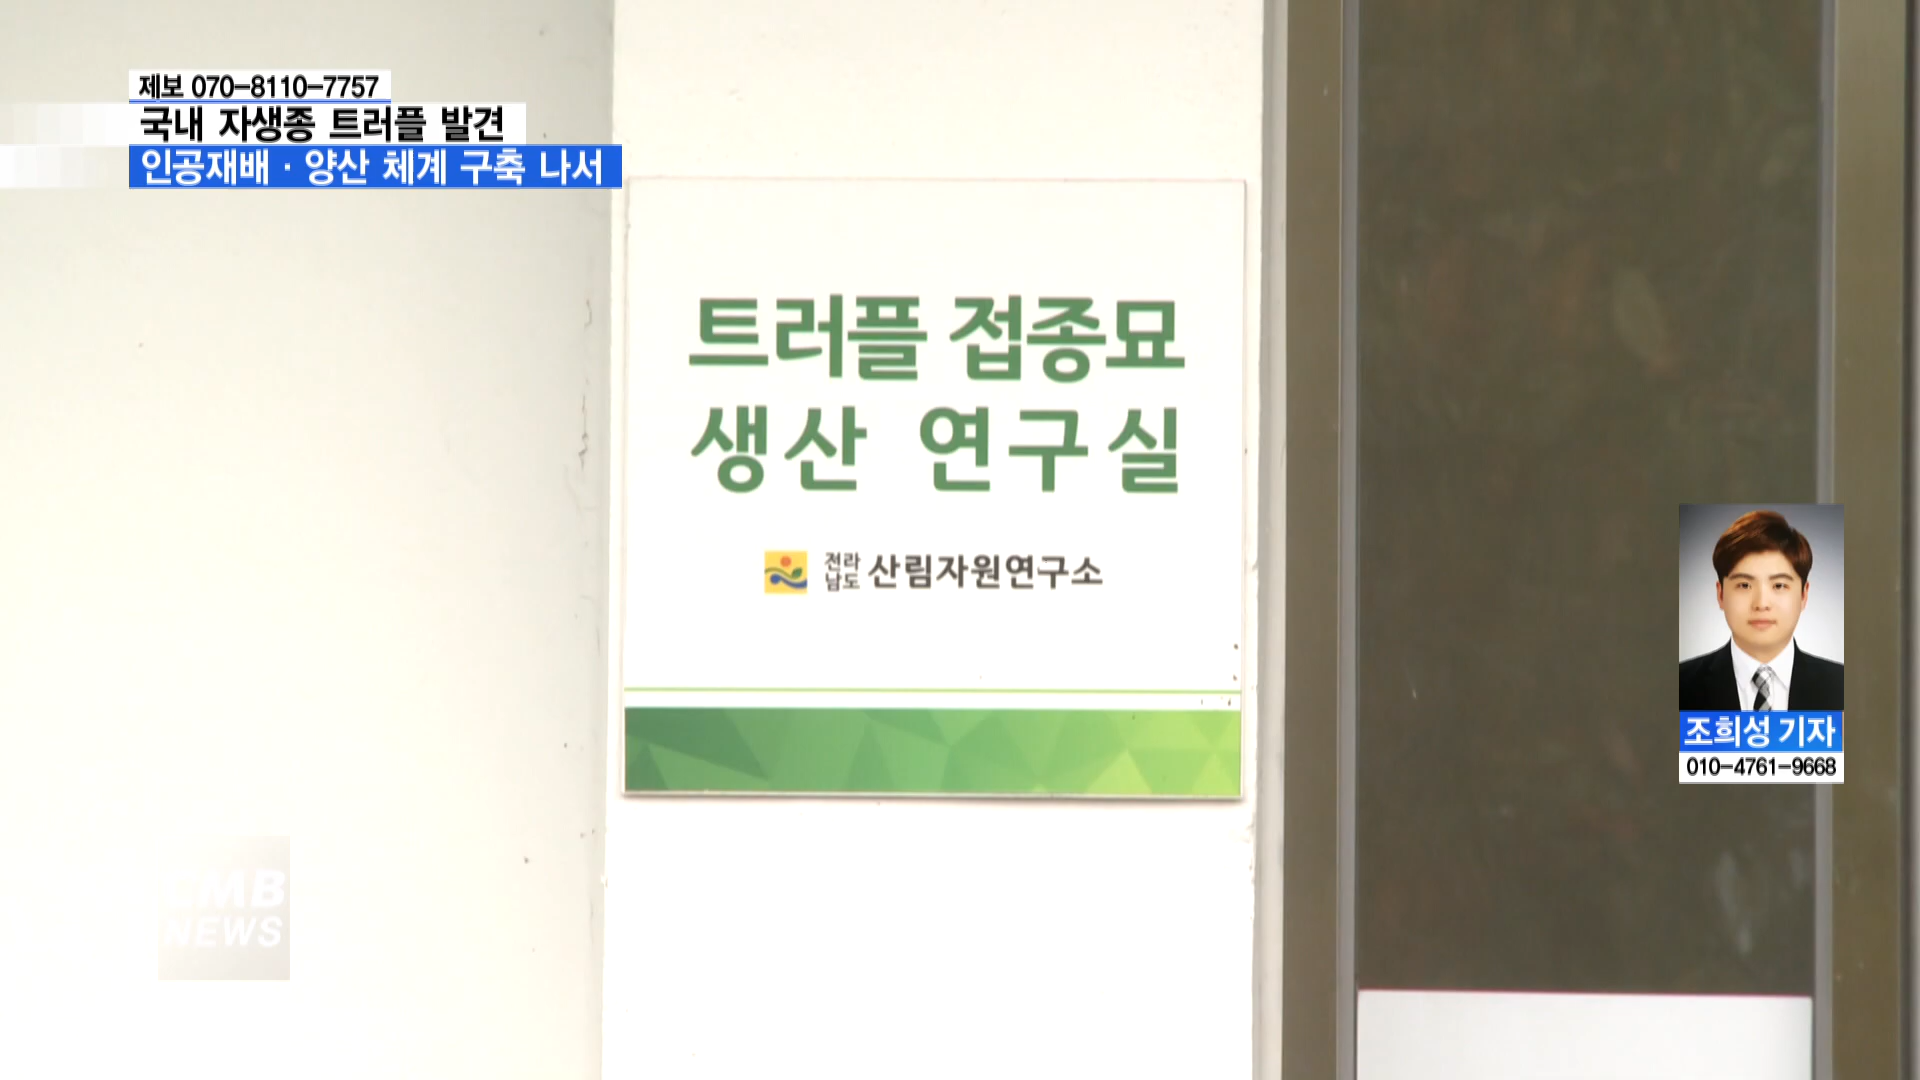 제보 070-8110-7757
국내 자생종 트러플 발견
인공재배·양산 체계 구축 나서
트러플 접종묘
생산 연구실
전라남도 산림자원연구소
조희성 기자
010-4761-9668
CMB
NEWS